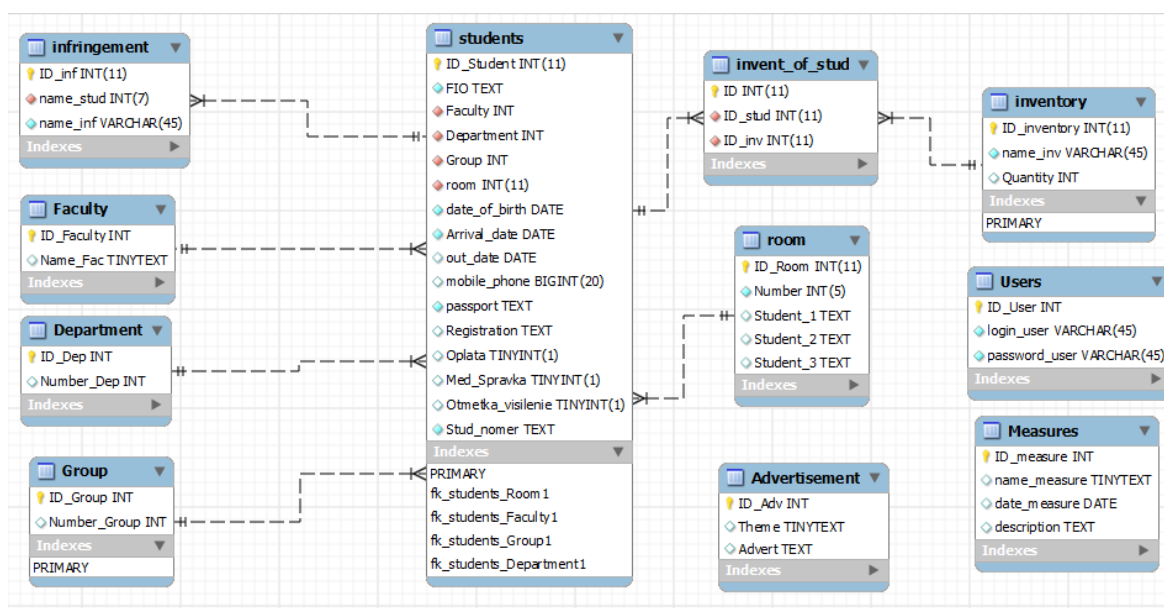 infringement
ID_inf INT(11)
name_stud INT(7)
name_inf VARCHAR(45)
Indexes
Faculty
ID_Faculty INT
Name_Fac TINYTEXT
Indexes
Department
ID_Dep INT
Number_Dep INT
Indexes
Group
ID_Group INT
Number_Group INT
Indexes
PRIMARY
students
ID_Student INT(11)
FIO TEXT
Faculty INT
Department INT
Group INT
room INT(11)
date_of_birth DATE
Arrival_date DATE
out_date DATE
mobile_phone BIGINT(20)
passport TEXT
Registration TEXT
Oplata TINYINT(1)
Med_Spravka TINYINT(1)
Otmetka_visilenie TINYINT(1)
Stud_nomer TEXT
Indexes
PRIMARY
fk_students_Room1
fk_students_Faculty1
fk_students_Group1
fk_students_Department1
invent_of_stud
ID INT(11)
ID_stud INT(11)
ID_inv INT(11)
Indexes
room
ID_Room INT(11)
Number INT(5)
Student_1 TEXT
Student_2 TEXT
Student_3 TEXT
Indexes
Advertisement
ID_Adv INT
Theme TINYTEXT
Advert TEXT
Indexes
inventory
ID_inventory INT(11)
name_inv VARCHAR(45)
Quantity INT
Indexes
PRIMARY
Users
ID_User INT
login_user VARCHAR(45)
password_user VARCHAR(45)
Indexes
Measures
ID_measure INT
name_measure TINYTEXT
date_measure DATE
description TEXT
Indexes